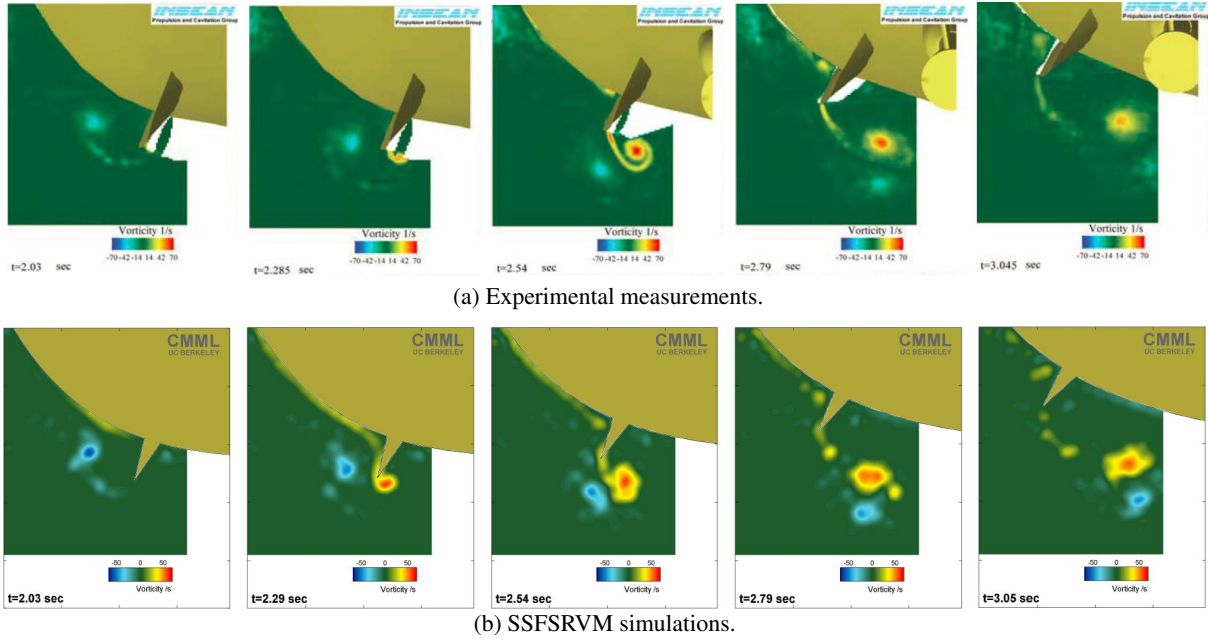 INSEAN
Propulsion and Cavitation Group
Vorticity 1/s
-70-42-14 14 42 70
t=2.03 sec
INSEAN
Propulsion and Cavitation Group
Vorticity 1/s
-70-42-14 14 42 70
t=2.285 sec
INSEAN
Propulsion and Cavitation Group
Vorticity 1/s
-70-42-14 14 42 70
t=2.54 sec
INSEAN
Propulsion and Cavitation Group
Vorticity 1/s
-70-42-14 14 42 70
t=2.79 sec
INSEAN
Propulsion and Cavitation Group
Vorticity 1/s
-70-42-14 14 42 70
t=3.045 sec
(a) Experimental measurements.
CMML
UC BERKELEY
-50 0 50
Vorticity /s
t=2.03 sec
CMML
UC BERKELEY
-50 0 50
Vorticity /s
t=2.29 sec
CMML
UC BERKELEY
-50 0 50
Vorticity /s
t=2.54 sec
CMML
UC BERKELEY
-50 0 50
Vorticity /s
t=2.79 sec
CMML
UC BERKELEY
-50 0 50
Vorticity /s
t=3.05 sec
(b) SSFSRVM simulations.